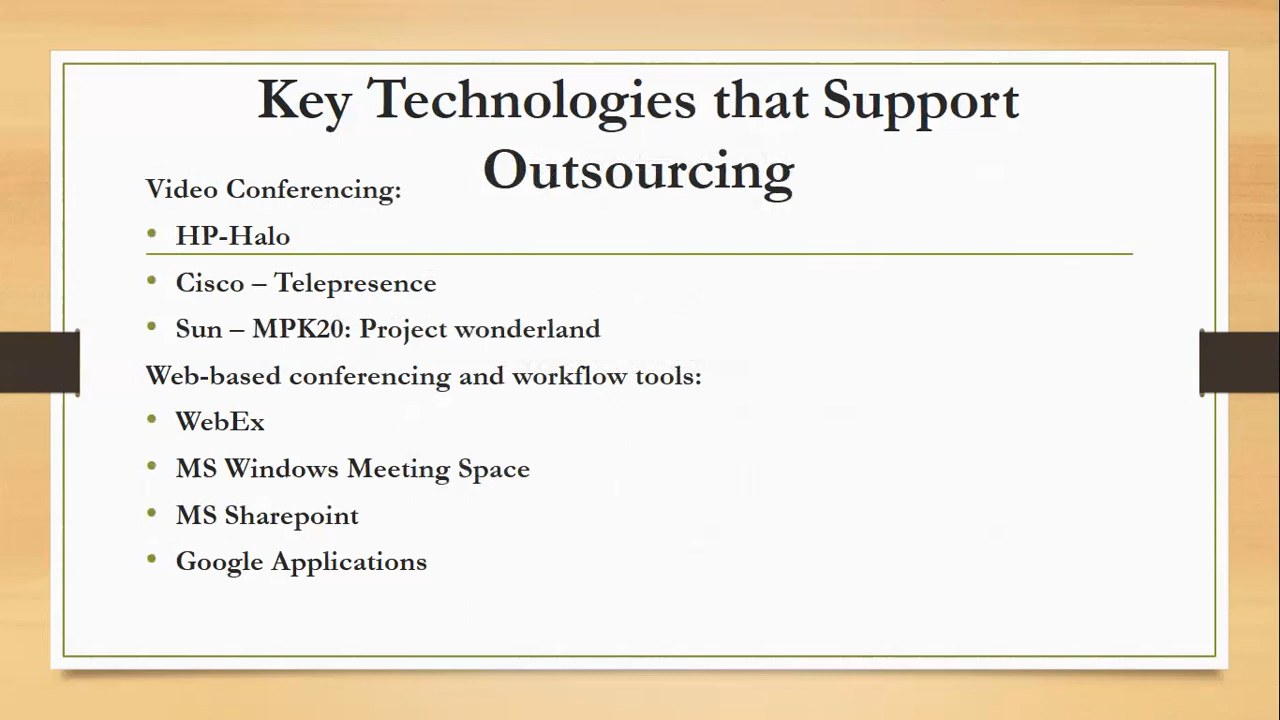 Key Technologies that Support
Outsourcing
Video Conferencing:
• HP-Halo
• Cisco – Telepresence
• Sun – MPK20: Project wonderland
Web-based conferencing and workflow tools:
• WebEx
• MS Windows Meeting Space
• MS Sharepoint
• Google Applications